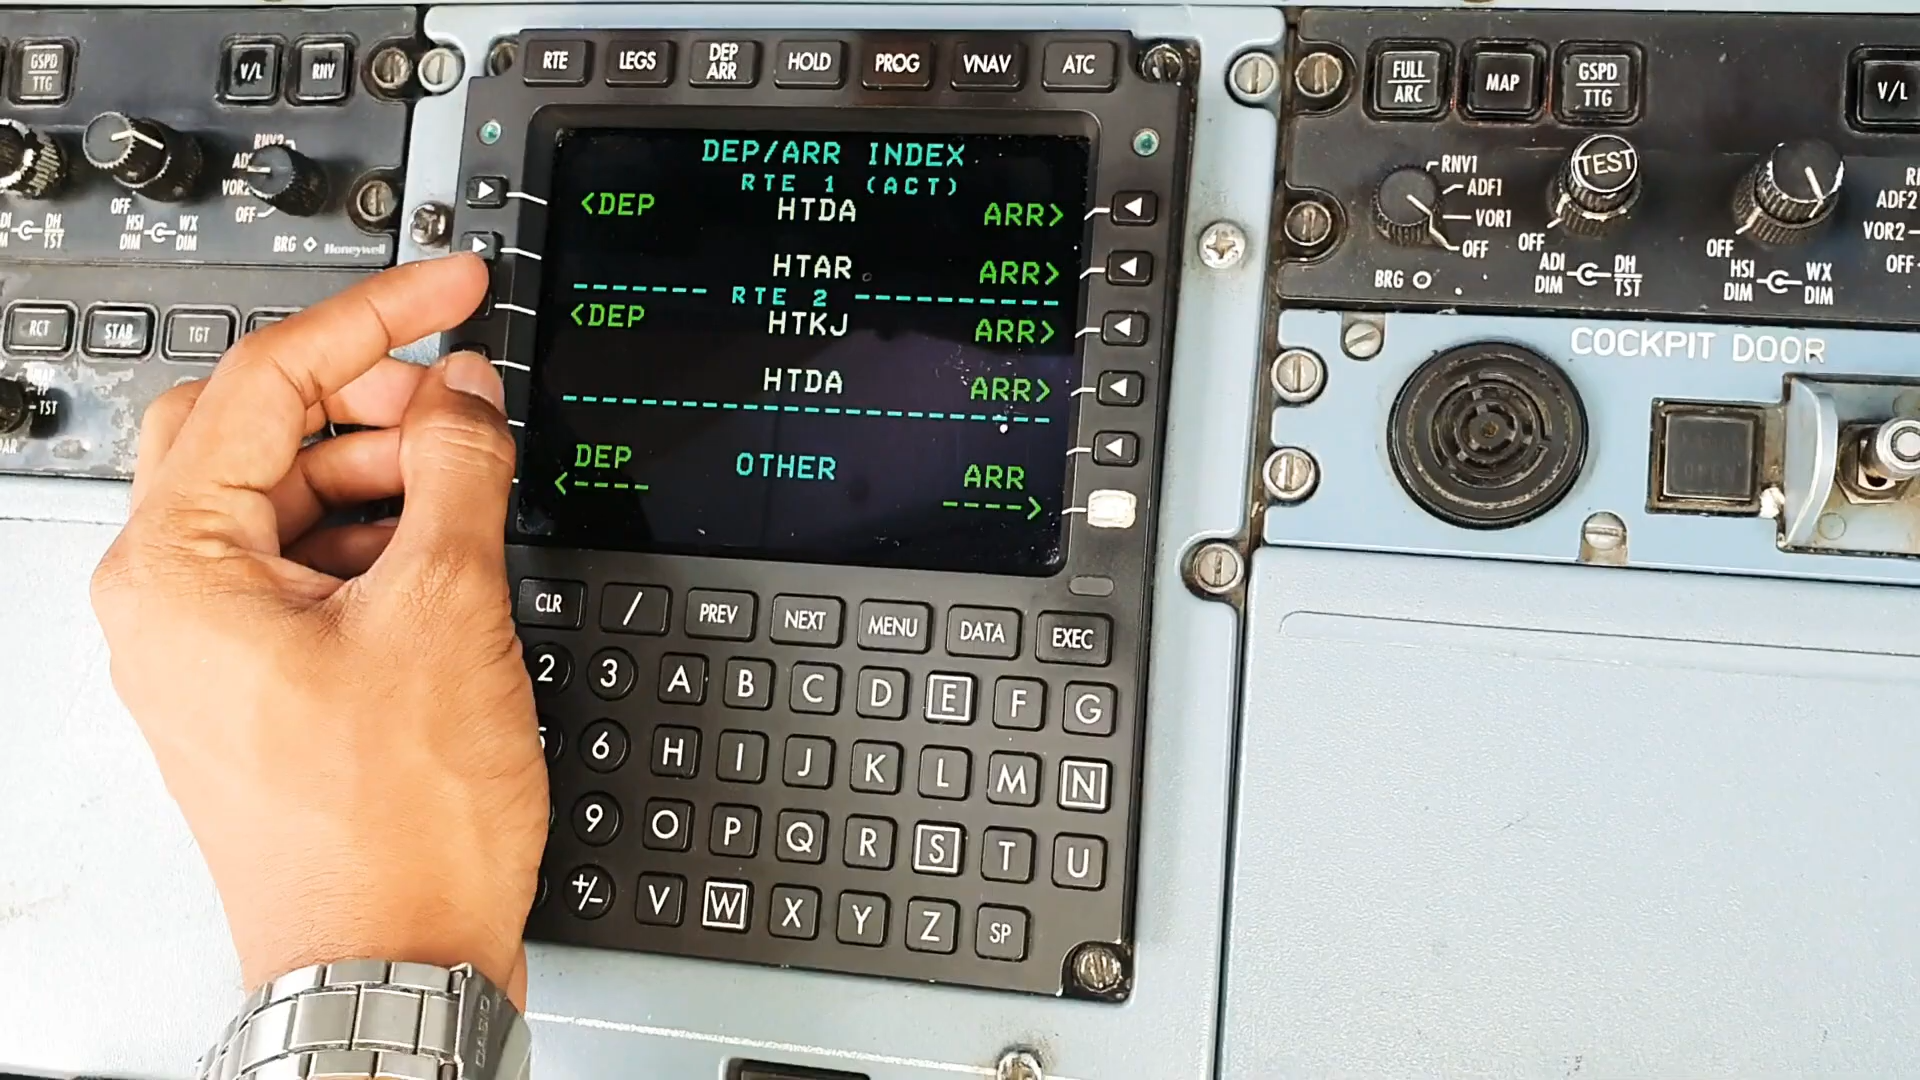 GSPD
TTG
V/L
RNV
RNV2
VOR2
OFF
OFF
HSI
DIM
WX
DIM
DH
TST
BRG
Honeywell
RCT
STAB
TGT
TST
RTE
LEGS
DEP
ARR
HOLD
PROG
VNAV
ATC
DEP/ARR INDEX
RTE 1 (ACT)
<DEP HTDA ARR>
HTAR ARR>
------- RTE 2 ----------
<DEP HTKJ ARR>
HTDA ARR>
DEP OTHER ARR
<---- ---->
CLR / PREV NEXT MENU DATA EXEC
2 3 A B C D E F G
6 H I J K L M N
9 O P Q R S T U
+/- V W X Y Z SP
FULL
ARC
MAP
GSPD
TTG
V/L
RNV1
ADF1
VOR1
OFF
BRG
TEST
OFF
ADI
DIM
DH
TST
OFF
HSI
DIM
WX
DIM
ADF2
VOR2
OFF
COCKPIT DOOR
OPEN
CASIO